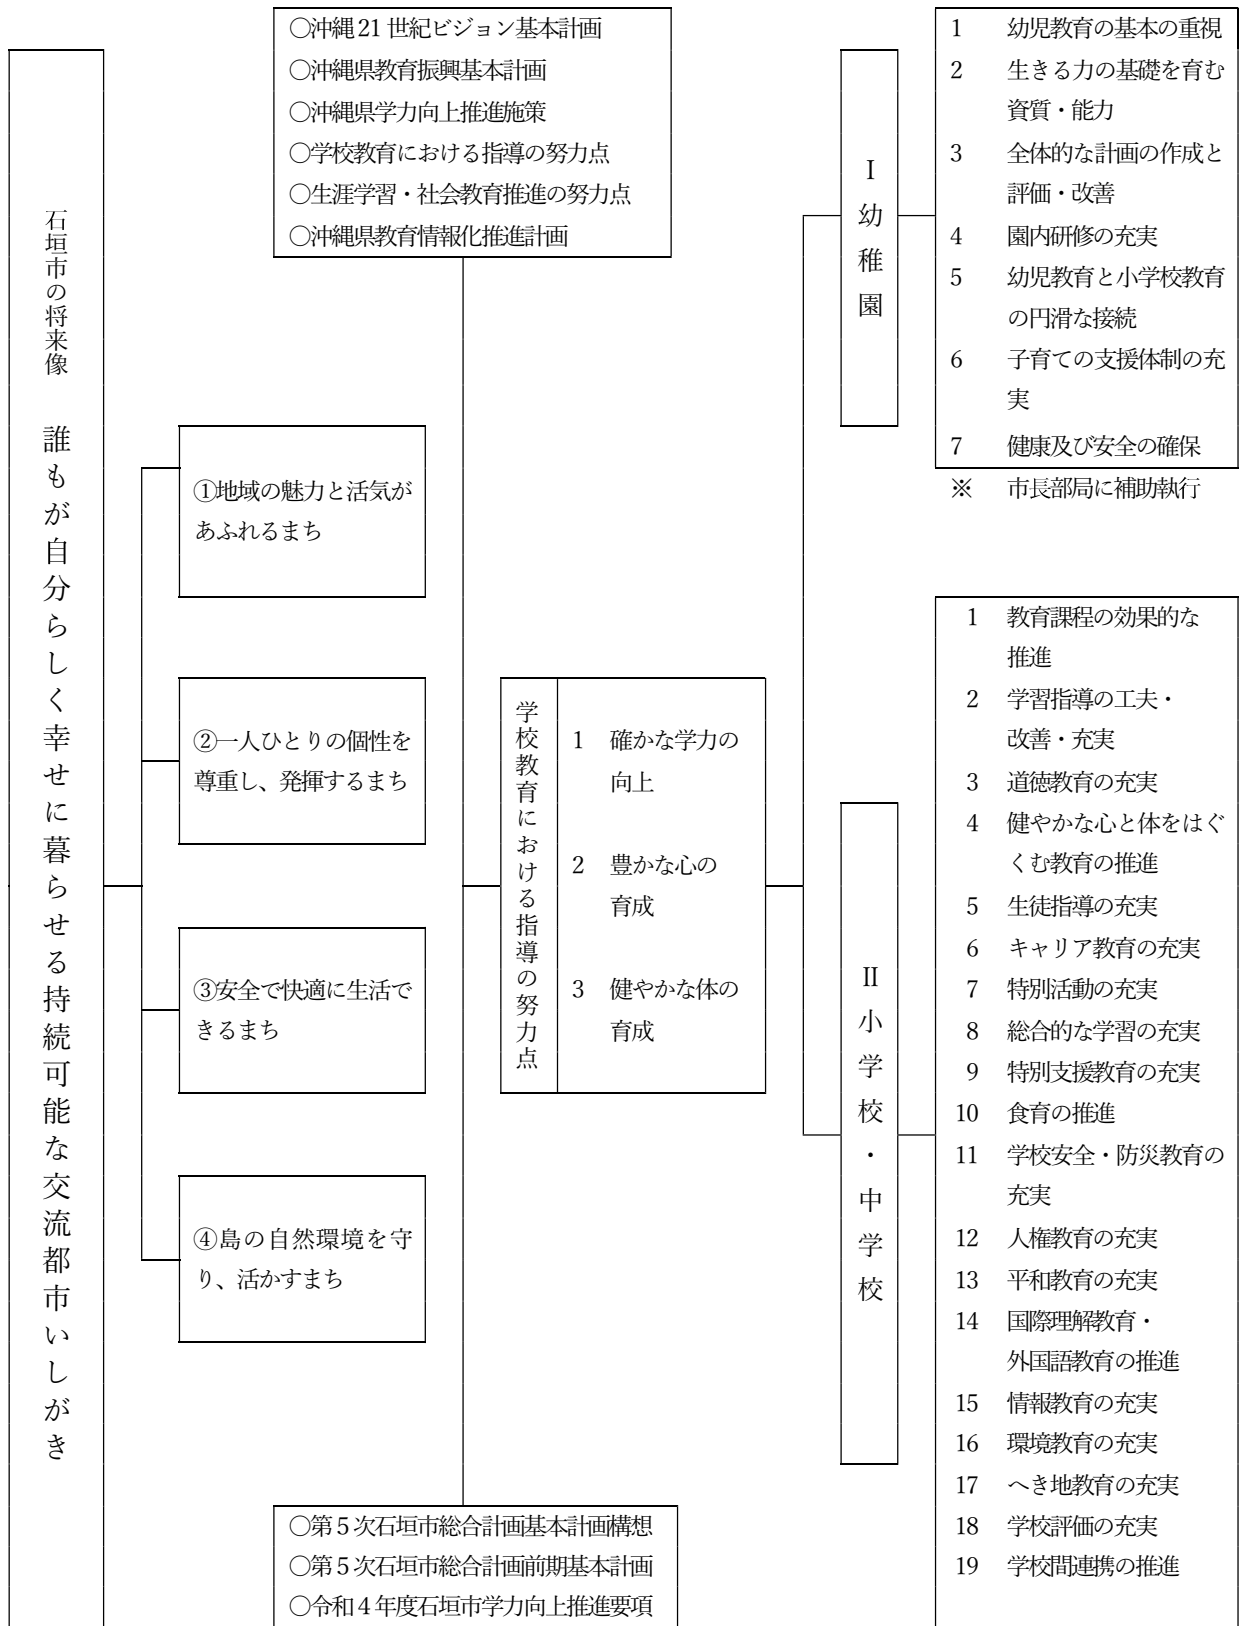 石垣市の将来像　誰もが自分らしく幸せに暮らせる持続可能な交流都市いしがき
○沖縄21世紀ビジョン基本計画
○沖縄県教育振興基本計画
○沖縄県学力向上推進施策
○学校教育における指導の努力点
○生涯学習・社会教育推進の努力点
○沖縄県教育情報化推進計画
①地域の魅力と活気が
あふれるまち
②一人ひとりの個性を
尊重し、発揮するまち
③安全で快適に生活で
きるまち
④島の自然環境を守
り、活かすまち
○第5次石垣市総合計画基本計画構想
○第5次石垣市総合計画前期基本計画
○令和4年度石垣市学力向上推進要項
学校教育における指導の努力点
1　確かな学力の
向上
2　豊かな心の
育成
3　健やかな体の
育成
Ⅰ幼稚園
1　幼児教育の基本の重視
2　生きる力の基礎を育む
資質・能力
3　全体的な計画の作成と
評価・改善
4　園内研修の充実
5　幼児教育と小学校教育
の円滑な接続
6　子育ての支援体制の充
実
7　健康及び安全の確保
※　市長部局に補助執行
Ⅱ小学校・中学校
1　教育課程の効果的な
推進
2　学習指導の工夫・
改善・充実
3　道徳教育の充実
4　健やかな心と体をはぐ
くむ教育の推進
5　生徒指導の充実
6　キャリア教育の充実
7　特別活動の充実
8　総合的な学習の充実
9　特別支援教育の充実
10　食育の推進
11　学校安全・防災教育の
充実
12　人権教育の充実
13　平和教育の充実
14　国際理解教育・
外国語教育の推進
15　情報教育の充実
16　環境教育の充実
17　へき地教育の充実
18　学校評価の充実
19　学校間連携の推進